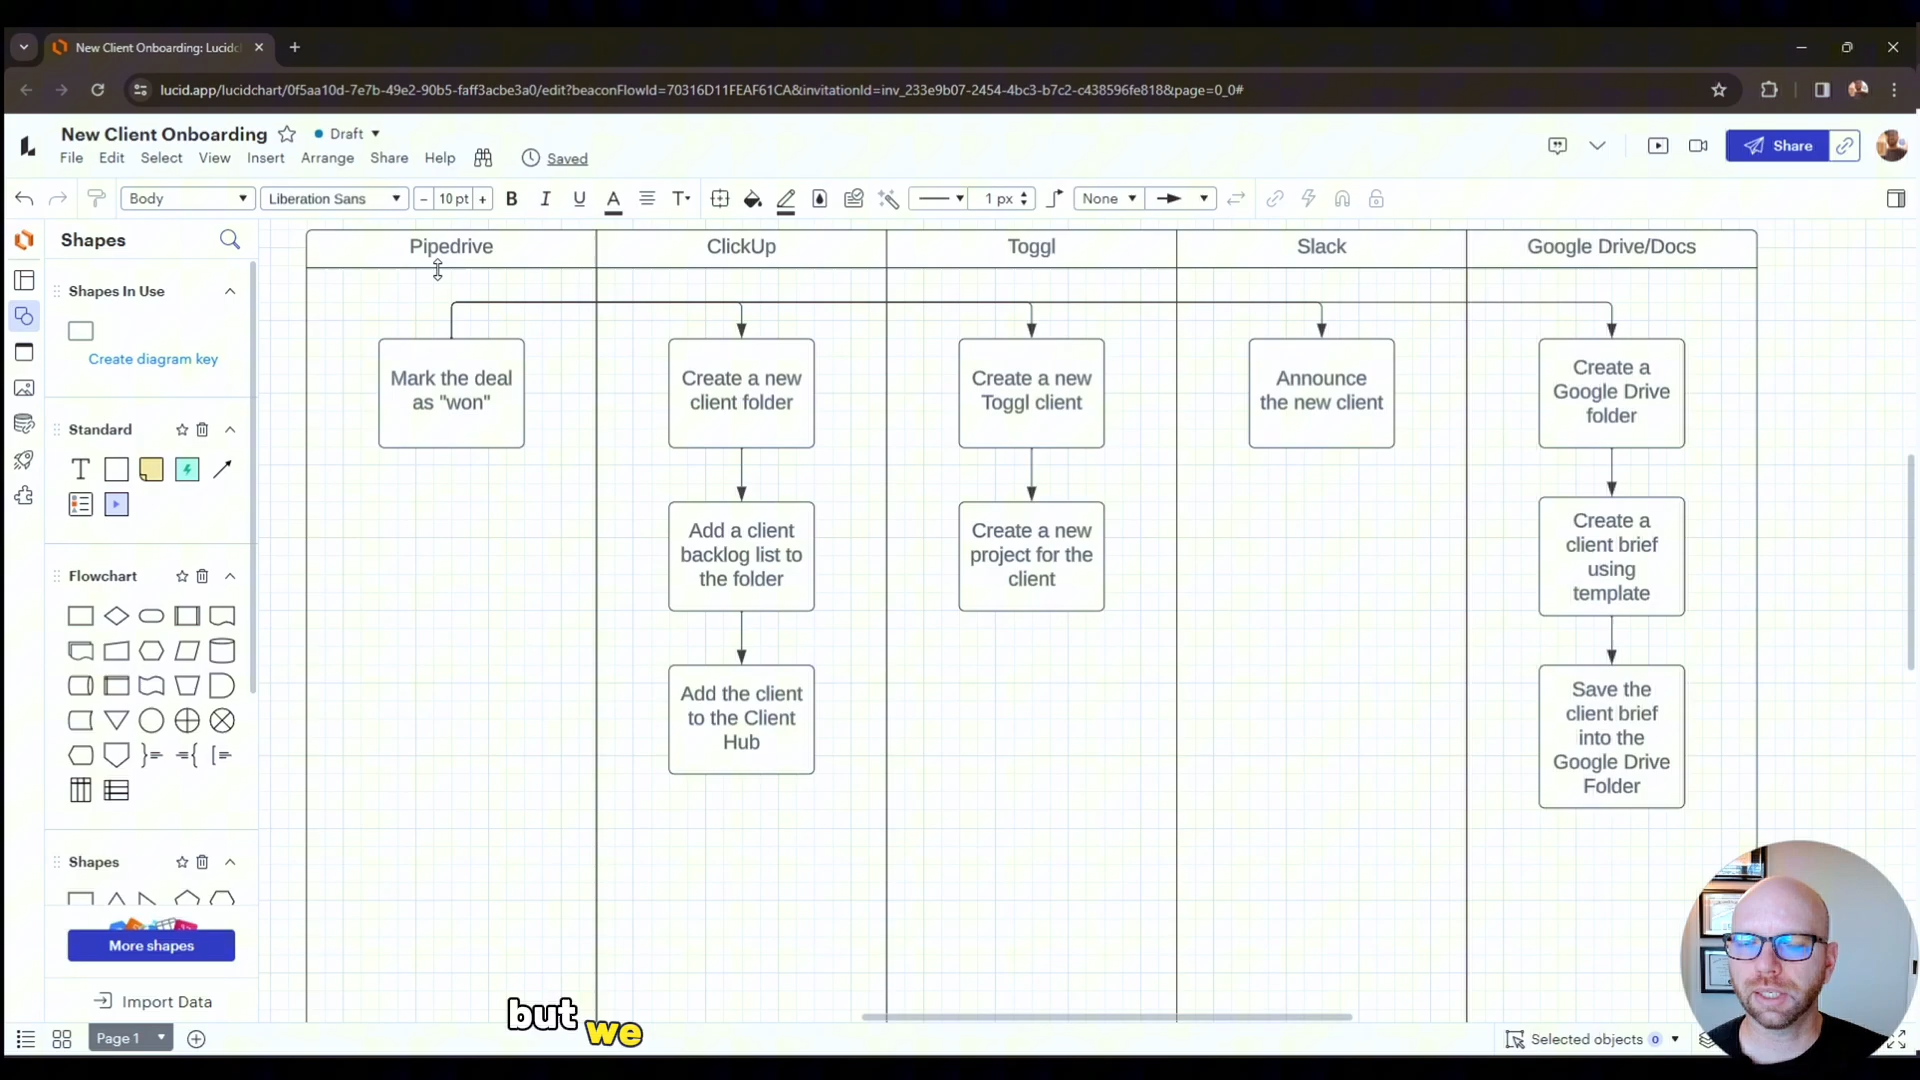 New Client Onboarding: Lucidc
lucid.app/lucidchart/0f5aa10d-7e7b-49e2-90b5-faff3acbe3a0/edit?beaconFlowId=70316D11FEAF61CA&invitationId=inv_233e9b07-2454-4bc3-b7c2-c438596fe818&page=0_0#
New Client Onboarding
Draft
File Edit Select View Insert Arrange Share Help
Saved
Share
Body
Liberation Sans
− 10 pt +
B I U A T
1 px
None
Shapes
Shapes In Use
Create diagram key
Standard
T
Flowchart
Shapes
More shapes
Import Data
Pipedrive
ClickUp
Toggl
Slack
Google Drive/Docs
Mark the deal
as "won"
Create a new
client folder
Create a new
Toggl client
Announce
the new client
Create a
Google Drive
folder
Add a client
backlog list to
the folder
Create a new
project for the
client
Create a
client brief
using
template
Add the client
to the Client
Hub
Save the
client brief
into the
Google Drive
Folder
but we
Page 1
Selected objects 0